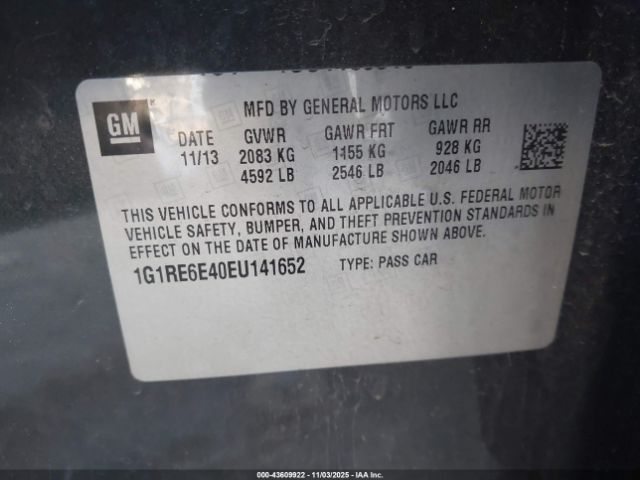 GM
MFD BY GENERAL MOTORS LLC
DATE GVWR GAWR FRT GAWR RR
11/13 2083 KG 1155 KG 928 KG
4592 LB 2546 LB 2046 LB
THIS VEHICLE CONFORMS TO ALL APPLICABLE U.S. FEDERAL MOTOR
VEHICLE SAFETY, BUMPER, AND THEFT PREVENTION STANDARDS IN
EFFECT ON THE DATE OF MANUFACTURE SHOWN ABOVE.
1G1RE6E40EU141652 TYPE: PASS CAR
000-43609922 - 11/03/2025 - IAA Inc.